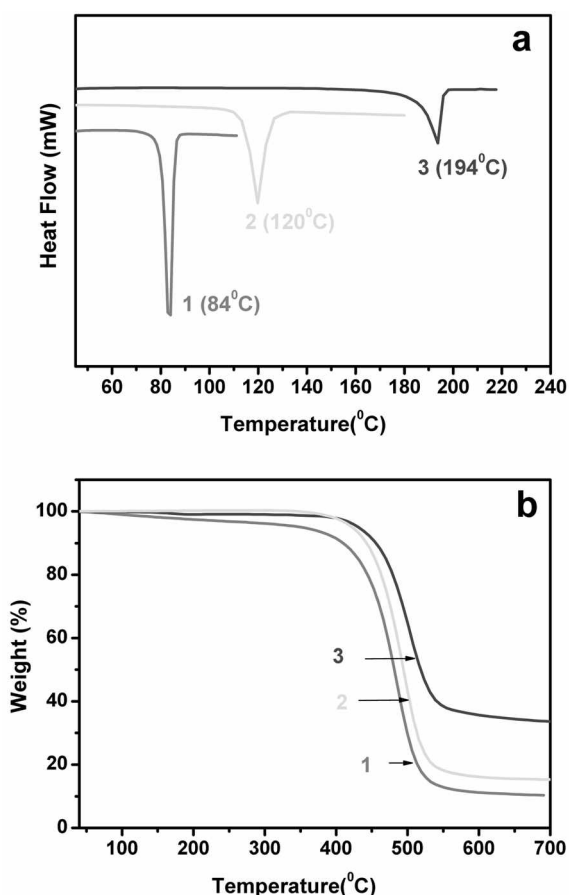 a
Heat Flow (mW)
3 (194⁰C)
2 (120⁰C)
1 (84⁰C)
60 80 100 120 140 160 180 200 220 240
Temperature(⁰C)
b
Weight (%)
100
80
60
40
20
0
3
2
1
100 200 300 400 500 600 700
Temperature(⁰C)